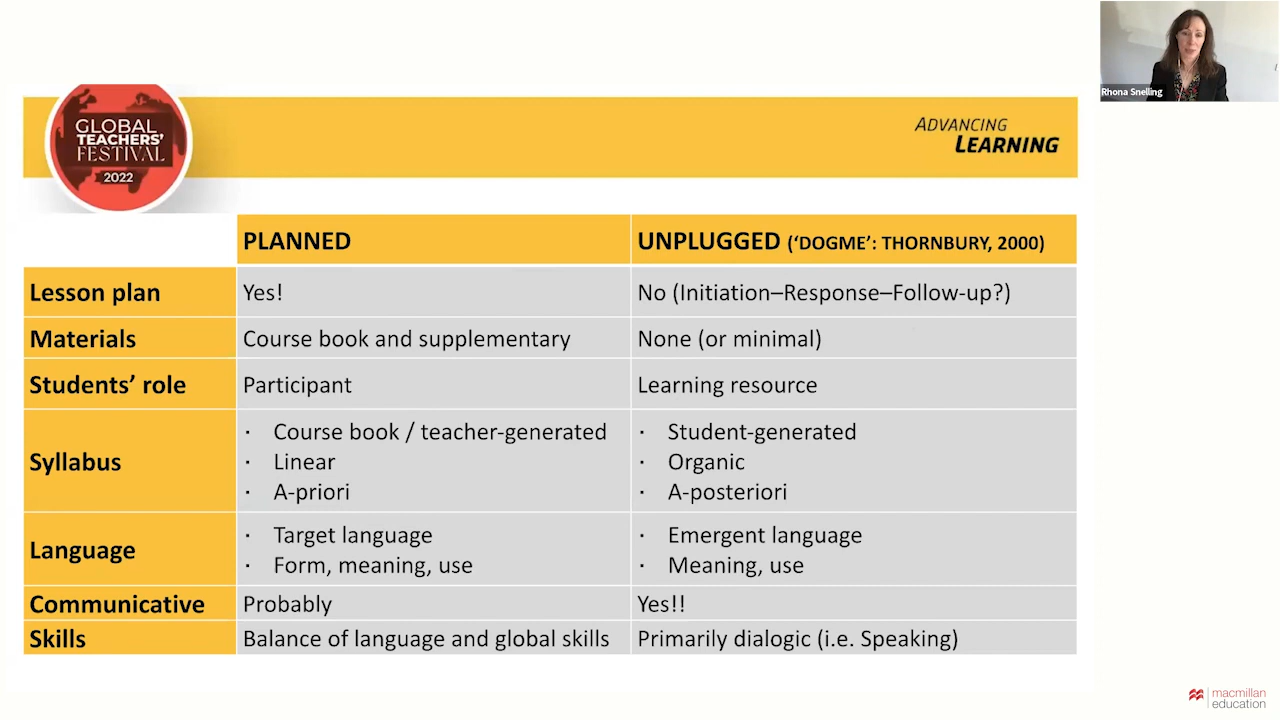 Rhona Snelling
GLOBAL
TEACHERS'
FESTIVAL
2022
ADVANCING
LEARNING
PLANNED
UNPLUGGED (‘DOGME’: THORNBURY, 2000)
Lesson plan
Yes!
No (Initiation–Response–Follow-up?)
Materials
Course book and supplementary
None (or minimal)
Students’ role
Participant
Learning resource
Syllabus
· Course book / teacher-generated
· Linear
· A-priori
· Student-generated
· Organic
· A-posteriori
Language
· Target language
· Form, meaning, use
· Emergent language
· Meaning, use
Communicative
Probably
Yes!!
Skills
Balance of language and global skills
Primarily dialogic (i.e. Speaking)
macmillan
education